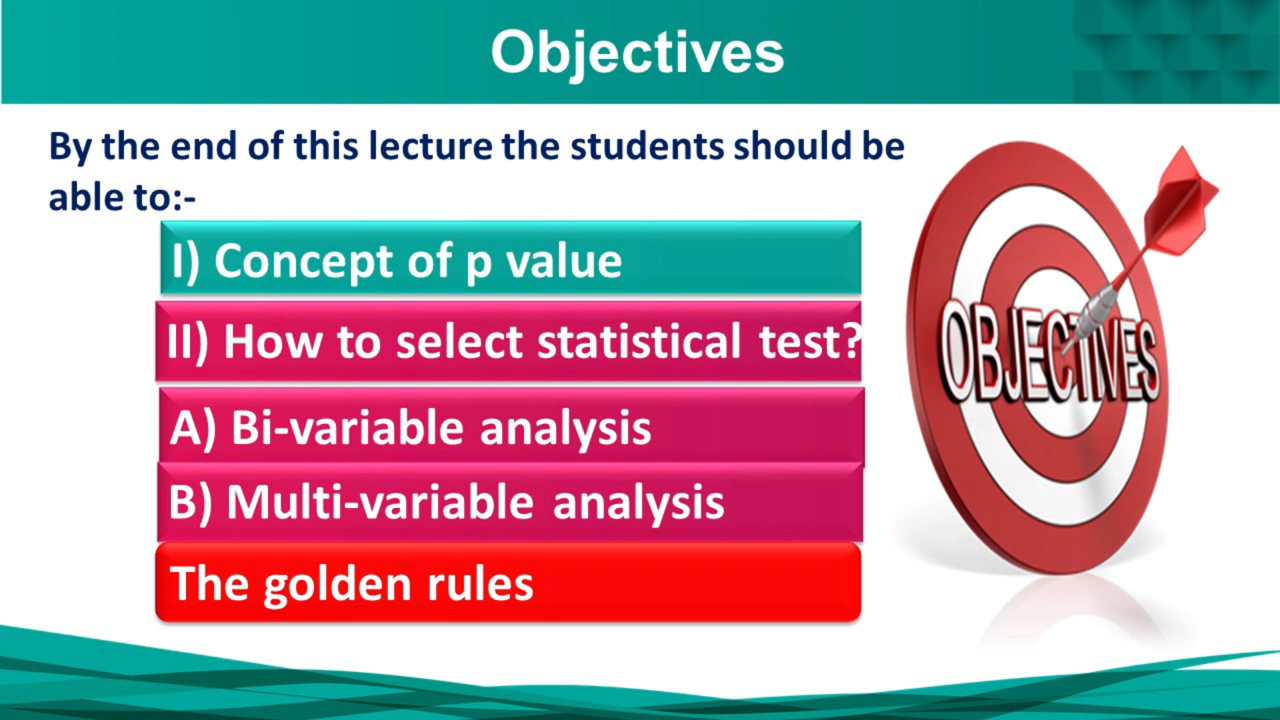 Objectives
By the end of this lecture the students should be
able to:-
I) Concept of p value
II) How to select statistical test?
A) Bi-variable analysis
B) Multi-variable analysis
The golden rules
OBJECTIVES